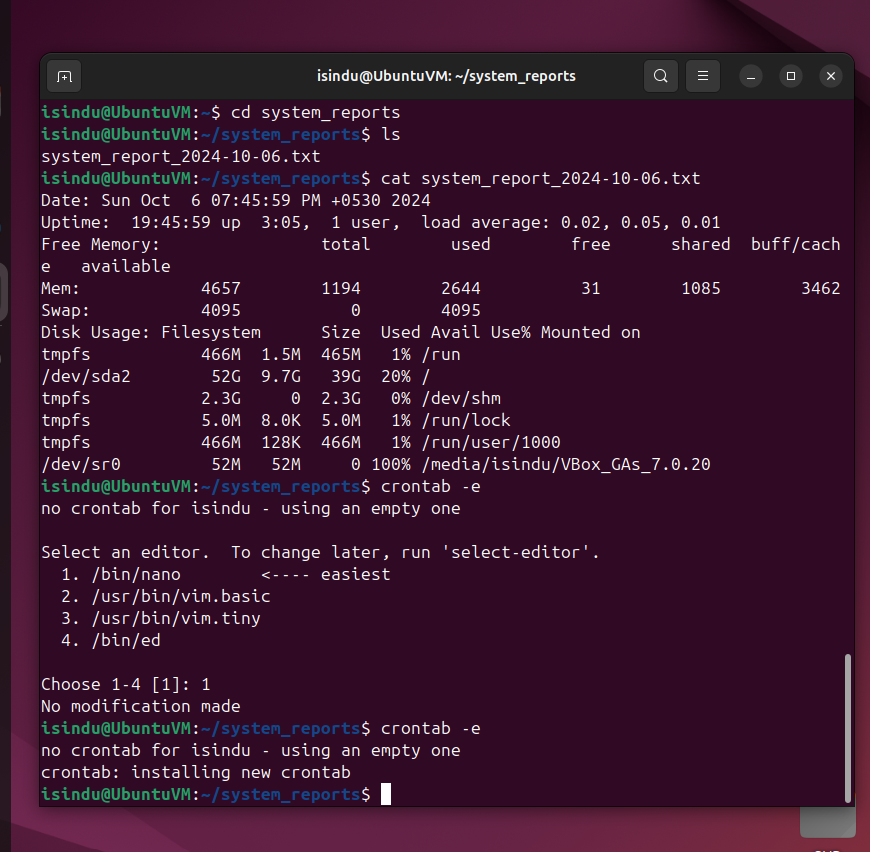 isindu@UbuntuVM: ~/system_reports
isindu@UbuntuVM:~$ cd system_reports
isindu@UbuntuVM:~/system_reports$ ls
system_report_2024-10-06.txt
isindu@UbuntuVM:~/system_reports$ cat system_report_2024-10-06.txt
Date: Sun Oct  6 07:45:59 PM +0530 2024
Uptime:  19:45:59 up  3:05,  1 user,  load average: 0.02, 0.05, 0.01
Free Memory:                total        used        free      shared  buff/cach
e   available
Mem:            4657        1194        2644          31        1085        3462
Swap:           4095           0        4095
Disk Usage: Filesystem      Size  Used Avail Use% Mounted on
tmpfs           466M  1.5M  465M   1% /run
/dev/sda2        52G  9.7G   39G  20% /
tmpfs           2.3G     0  2.3G   0% /dev/shm
tmpfs           5.0M  8.0K  5.0M   1% /run/lock
tmpfs           466M  128K  466M   1% /run/user/1000
/dev/sr0         52M   52M     0 100% /media/isindu/VBox_GAs_7.0.20
isindu@UbuntuVM:~/system_reports$ crontab -e
no crontab for isindu - using an empty one
Select an editor.  To change later, run 'select-editor'.
  1. /bin/nano        <---- easiest
  2. /usr/bin/vim.basic
  3. /usr/bin/vim.tiny
  4. /bin/ed
Choose 1-4 [1]: 1
No modification made
isindu@UbuntuVM:~/system_reports$ crontab -e
no crontab for isindu - using an empty one
crontab: installing new crontab
isindu@UbuntuVM:~/system_reports$